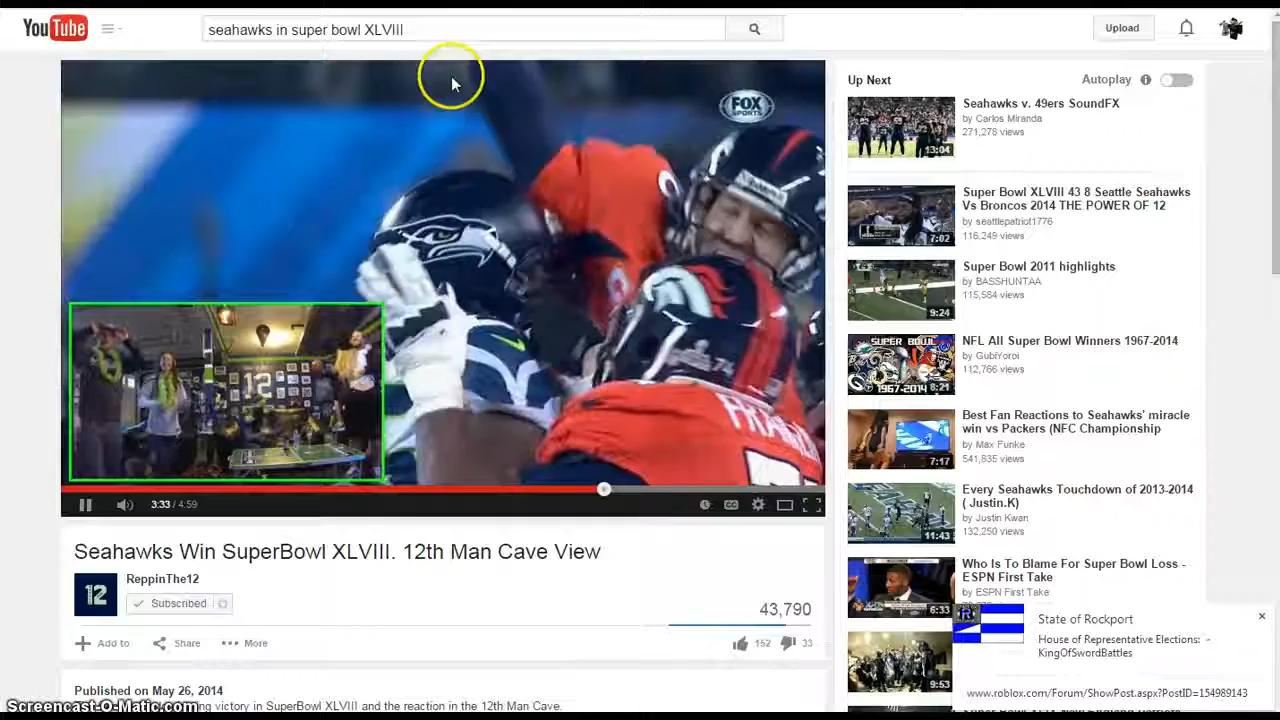 YouTube
seahawks in super bowl XLVIII
Upload
FOX
SPORTS
12
3:33 / 4:59
CC
Seahawks Win SuperBowl XLVIII. 12th Man Cave View
12
ReppinThe12
Subscribed
43,790
Add to
Share
More
152
33
Published on May 26, 2014
victory in SuperBowl XLVIII and the reaction in the 12th Man Cave.
Screencast-O-Matic.com
Up Next
Autoplay
Seahawks v. 49ers SoundFX
by Carlos Miranda
271,278 views
13:04
Super Bowl XLVIII 43 8 Seattle Seahawks
Vs Broncos 2014 THE POWER OF 12
by seattlepatriot1776
116,249 views
7:02
Super Bowl 2011 highlights
by BASSHUNTAA
115,584 views
9:24
NFL All Super Bowl Winners 1967-2014
by GubiYoroi
112,766 views
SUPER BOWL
1967-2014
8:21
Best Fan Reactions to Seahawks' miracle
win vs Packers (NFC Championship
by Max Funke
541,835 views
7:17
Every Seahawks Touchdown of 2013-2014
( Justin.K)
by Justin Kwan
132,250 views
11:43
Who Is To Blame For Super Bowl Loss -
ESPN First Take
by ESPN First Take
6:33
9:53
State of Rockport
House of Representative Elections: -
KingOfSwordBattles
www.roblox.com/Forum/ShowPost.aspx?PostID=154989143